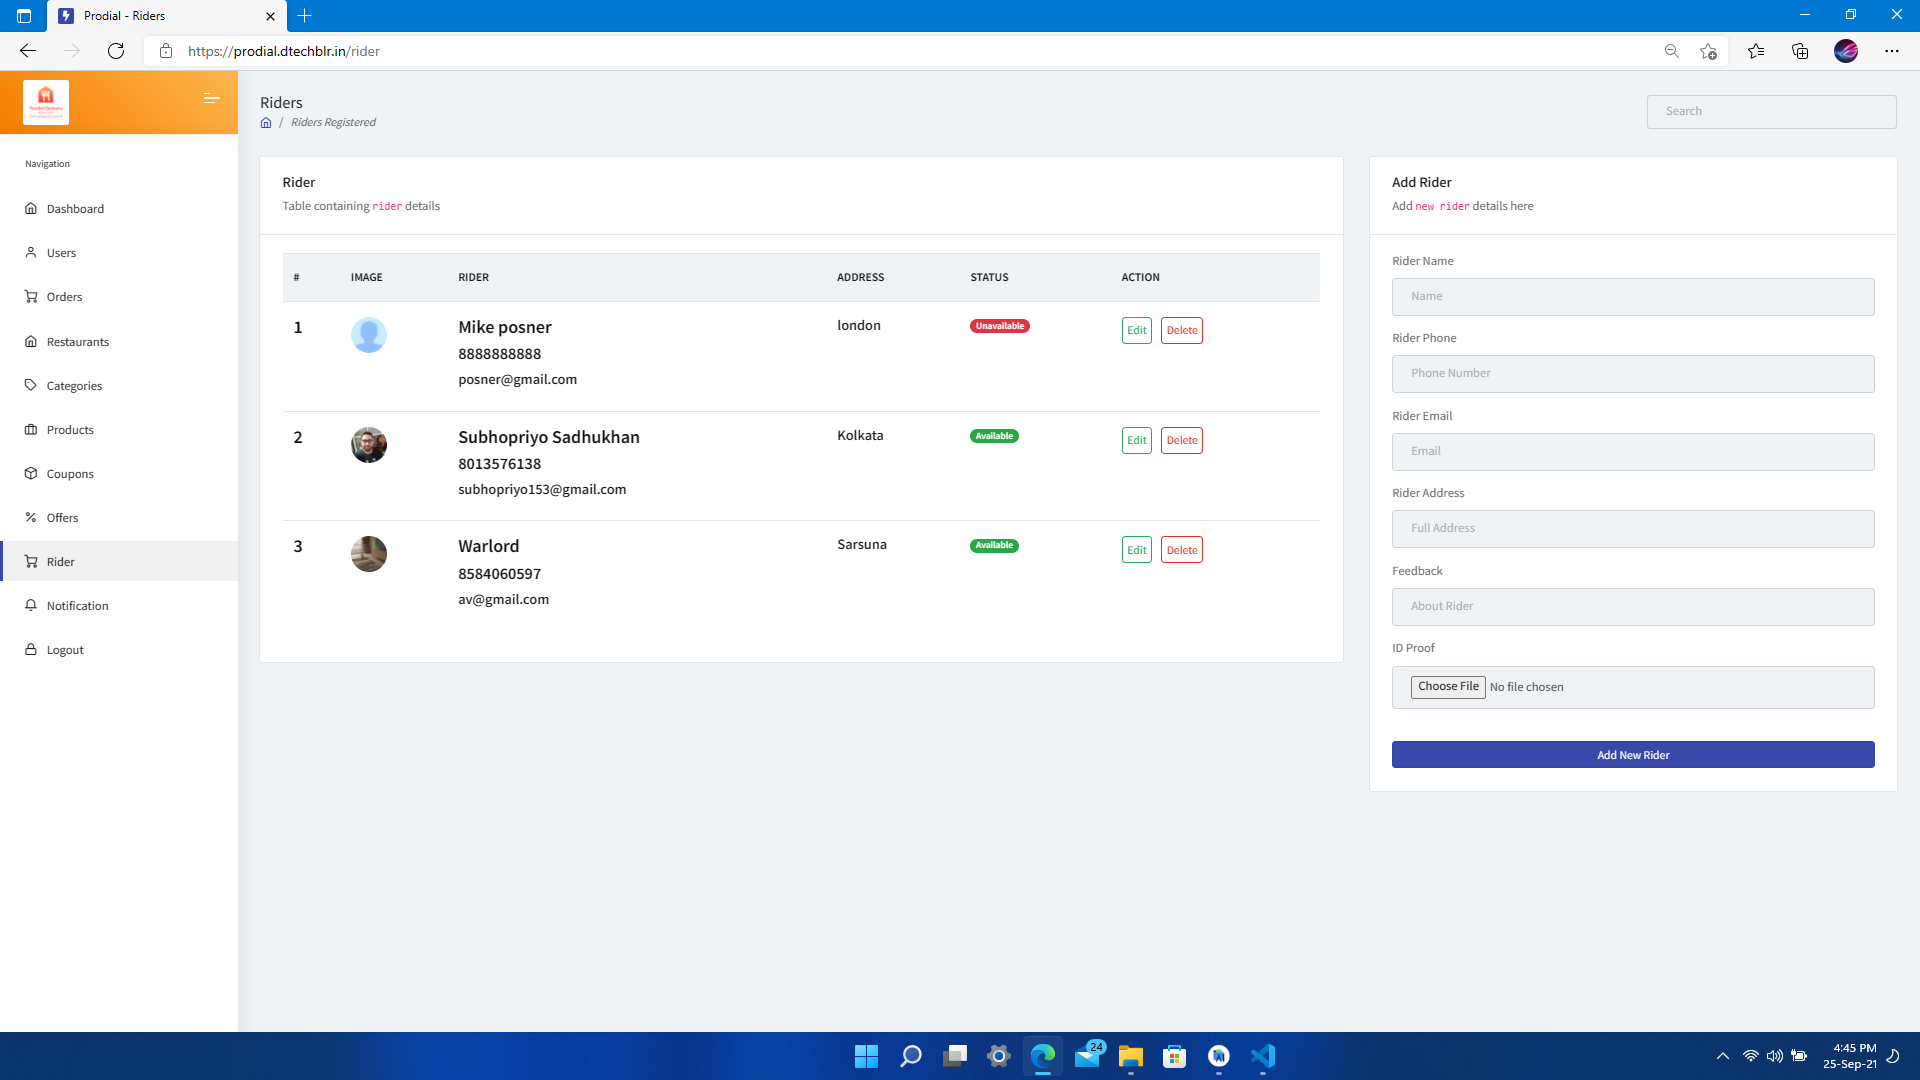 Prodial - Riders
https://prodial.dtechblr.in/rider
Riders
/ Riders Registered
Search
Navigation
Dashboard
Users
Orders
Restaurants
Categories
Products
Coupons
Offers
Rider
Notification
Logout
Rider
Table containing rider details
# IMAGE RIDER ADDRESS STATUS ACTION
1 Mike posner london Unavailable Edit Delete
8888888888
posner@gmail.com
2 Subhopriyo Sadhukhan Kolkata Available Edit Delete
8013576138
subhopriyo153@gmail.com
3 Warlord Sarsuna Available Edit Delete
8584060597
av@gmail.com
Add Rider
Add new rider details here
Rider Name
Name
Rider Phone
Phone Number
Rider Email
Email
Rider Address
Full Address
Feedback
About Rider
ID Proof
Choose File No file chosen
Add New Rider
24
4:45 PM
25-Sep-21